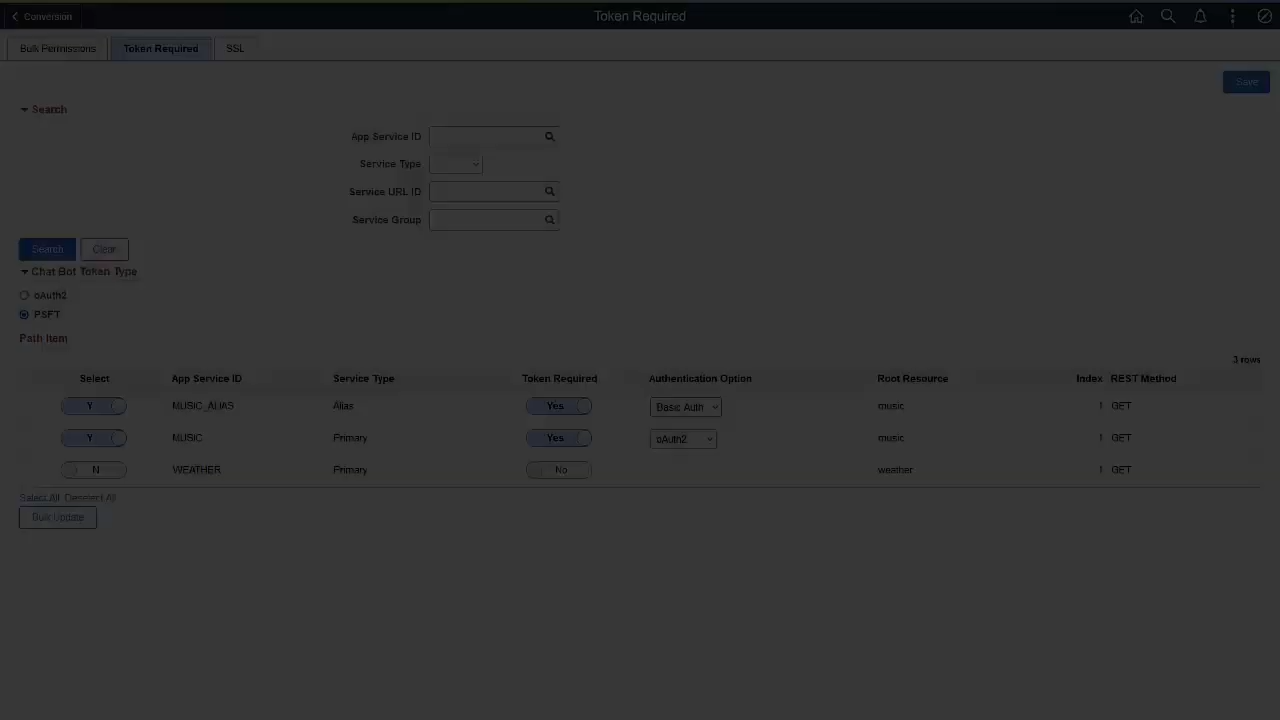 Conversion
Token Required
Bulk Permissions Token Required SSL
Save
Search
App Service ID
Service Type
Service URL ID
Service Group
Search Clear
Chat Bot Token Type
oAuth2
PSFT
Path Item
3 rows
Select App Service ID Service Type Token Required Authentication Option Root Resource Index REST Method
Y MUSIC_ALIAS Alias Yes Basic Auth music 1 GET
Y MUSIC Primary Yes oAuth2 music 1 GET
N WEATHER Primary No weather 1 GET
Select All Deselect All
Bulk Update